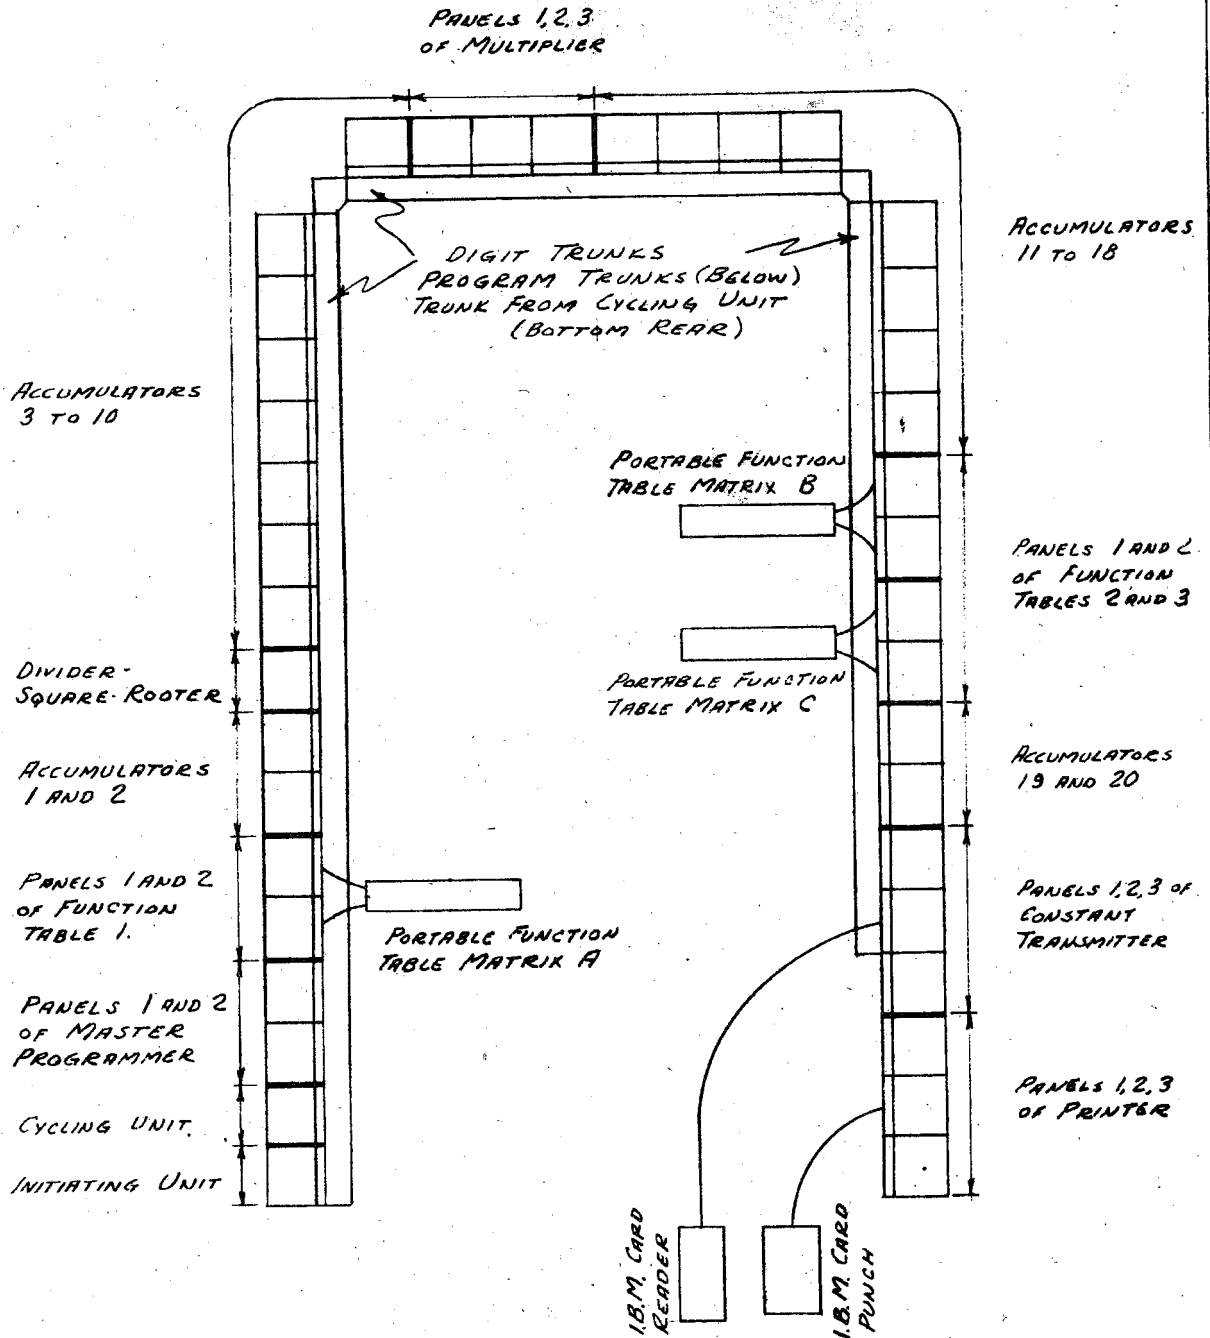 PANELS 1,2,3
OF MULTIPLIER
DIGIT TRUNKS
PROGRAM TRUNKS (BELOW)
TRUNK FROM CYCLING UNIT
(BOTTOM REAR)
ACCUMULATORS
11 TO 18
ACCUMULATORS
3 TO 10
PORTABLE FUNCTION
TABLE MATRIX B
PANELS 1 AND 2
OF FUNCTION
TABLES 2 AND 3
DIVIDER-
SQUARE-ROOTER
PORTABLE FUNCTION
TABLE MATRIX C
ACCUMULATORS
1 AND 2
ACCUMULATORS
19 AND 20
PANELS 1 AND 2
OF FUNCTION
TABLE 1.
PORTABLE FUNCTION
TABLE MATRIX A
PANELS 1,2,3 OF
CONSTANT
TRANSMITTER
PANELS 1 AND 2
OF MASTER
PROGRAMMER
PANELS 1,2,3
OF PRINTER
CYCLING UNIT.
INITIATING UNIT
I.B.M. CARD
READER
I.B.M. CARD
PUNCH